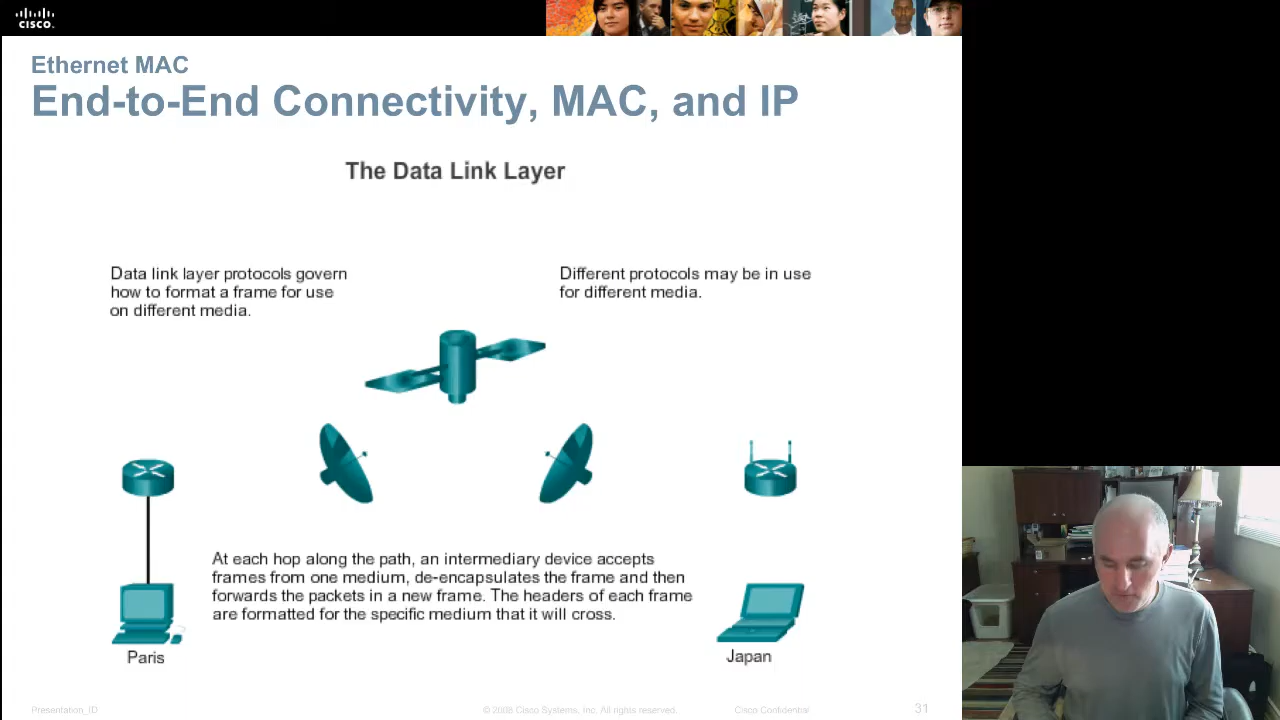 CISCO
Ethernet MAC
End-to-End Connectivity, MAC, and IP
The Data Link Layer
Data link layer protocols govern
how to format a frame for use
on different media.
Different protocols may be in use
for different media.
At each hop along the path, an intermediary device accepts
frames from one medium, de-encapsulates the frame and then
forwards the packets in a new frame. The headers of each frame
are formatted for the specific medium that it will cross.
Paris
Japan
Presentation_ID
© 2008 Cisco Systems, Inc. All rights reserved.
Cisco Confidential
31